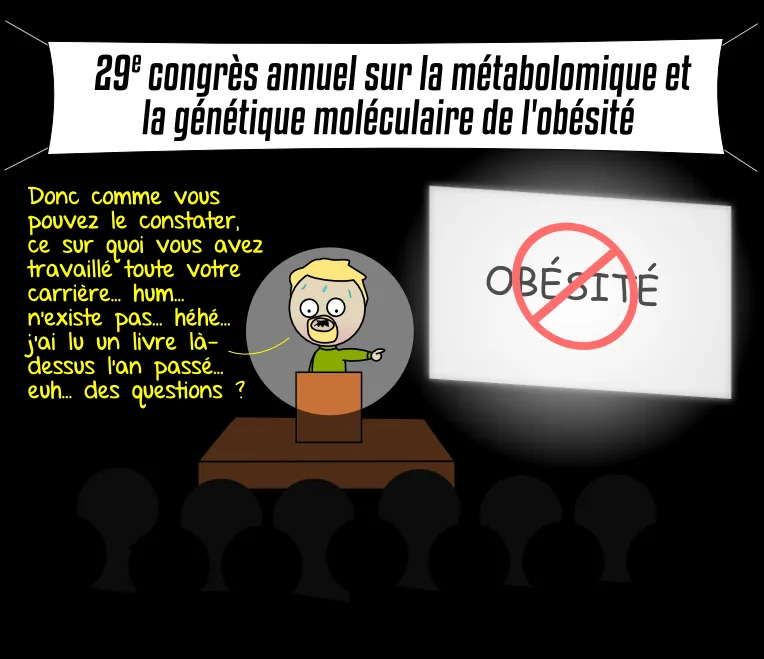 29e congrès annuel sur la métabolomique et
la génétique moléculaire de l'obésité
Donc comme vous
pouvez le constater,
ce sur quoi vous avez
travaillé toute votre
carrière... hum...
n'existe pas... héhé...
j'ai lu un livre là-
dessus l'an passé...
euh... des questions ?
OBÉSITÉ